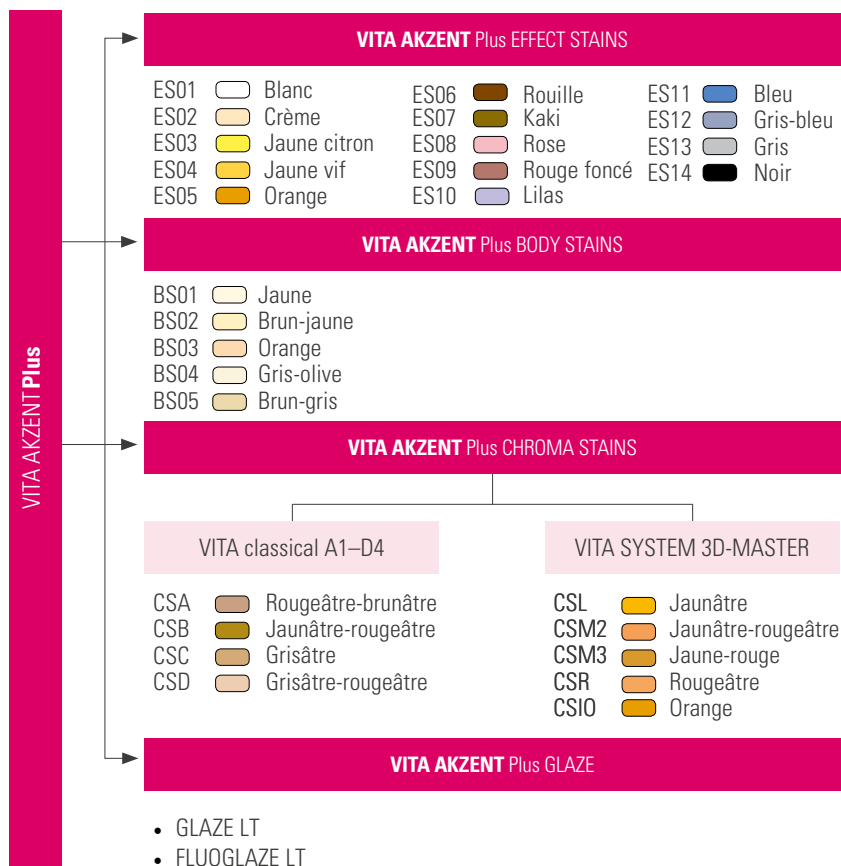 VITA AKZENT Plus
VITA AKZENT Plus EFFECT STAINS
ES01 Blanc
ES02 Crème
ES03 Jaune citron
ES04 Jaune vif
ES05 Orange
ES06 Rouille
ES07 Kaki
ES08 Rose
ES09 Rouge foncé
ES10 Lilas
ES11 Bleu
ES12 Gris-bleu
ES13 Gris
ES14 Noir
VITA AKZENT Plus BODY STAINS
BS01 Jaune
BS02 Brun-jaune
BS03 Orange
BS04 Gris-olive
BS05 Brun-gris
VITA AKZENT Plus CHROMA STAINS
VITA classical A1–D4
CSA Rougeâtre-brunâtre
CSB Jaunâtre-rougeâtre
CSC Grisâtre
CSD Grisâtre-rougeâtre
VITA SYSTEM 3D-MASTER
CSL Jaunâtre
CSM2 Jaunâtre-rougeâtre
CSM3 Jaune-rouge
CSR Rougeâtre
CSIO Orange
VITA AKZENT Plus GLAZE
• GLAZE LT
• FLUOGLAZE LT